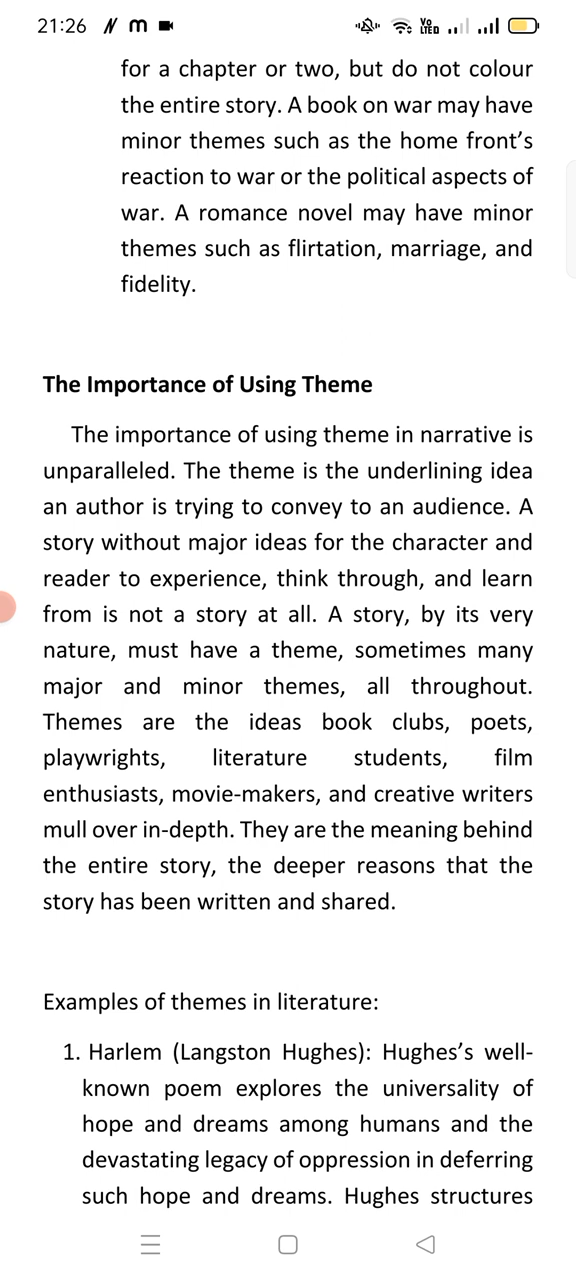 21:26
VO
LTED
for a chapter or two, but do not colour
the entire story. A book on war may have
minor themes such as the home front’s
reaction to war or the political aspects of
war. A romance novel may have minor
themes such as flirtation, marriage, and
fidelity.
The Importance of Using Theme
The importance of using theme in narrative is
unparalleled. The theme is the underlining idea
an author is trying to convey to an audience. A
story without major ideas for the character and
reader to experience, think through, and learn
from is not a story at all. A story, by its very
nature, must have a theme, sometimes many
major and minor themes, all throughout.
Themes are the ideas book clubs, poets,
playwrights, literature students, film
enthusiasts, movie-makers, and creative writers
mull over in-depth. They are the meaning behind
the entire story, the deeper reasons that the
story has been written and shared.
Examples of themes in literature:
1. Harlem (Langston Hughes): Hughes’s well-
known poem explores the universality of
hope and dreams among humans and the
devastating legacy of oppression in deferring
such hope and dreams. Hughes structures